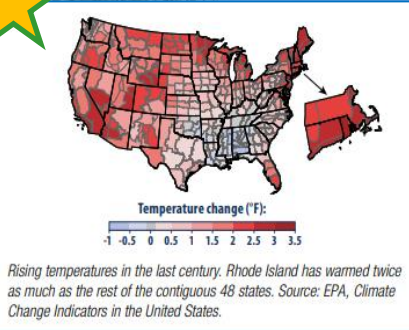 Temperature change (°F):
-1 -0.5 0 0.5 1 1.5 2 2.5 3 3.5
Rising temperatures in the last century. Rhode Island has warmed twice
as much as the rest of the contiguous 48 states. Source: EPA, Climate
Change Indicators in the United States.